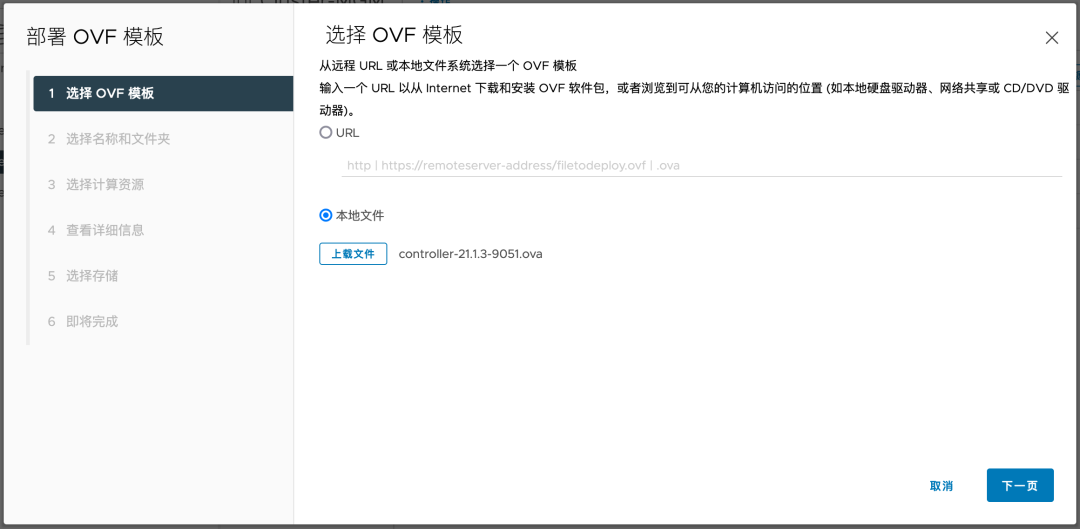 部署 OVF 模板
1 选择 OVF 模板
2 选择名称和文件夹
3 选择计算资源
4 查看详细信息
5 选择存储
6 即将完成
选择 OVF 模板
从远程 URL 或本地文件系统选择一个 OVF 模板
输入一个 URL 以从 Internet 下载和安装 OVF 软件包，或者浏览到可从您的计算机访问的位置 (如本地硬盘驱动器、网络共享或 CD/DVD 驱
动器)。
URL
http | https://remoteserver-address/filetodeploy.ovf | .ova
本地文件
上载文件 controller-21.1.3-9051.ova
取消 下一页